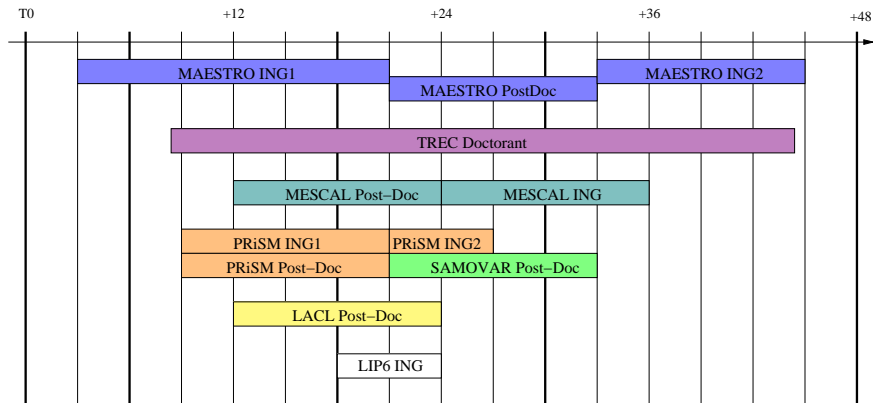 T0 +12 +24 +36 +48
MAESTRO ING1 MAESTRO ING2
MAESTRO PostDoc
TREC Doctorant
MESCAL Post–Doc MESCAL ING
PRiSM ING1 PRiSM ING2
PRiSM Post–Doc SAMOVAR Post–Doc
LACL Post–Doc
LIP6 ING